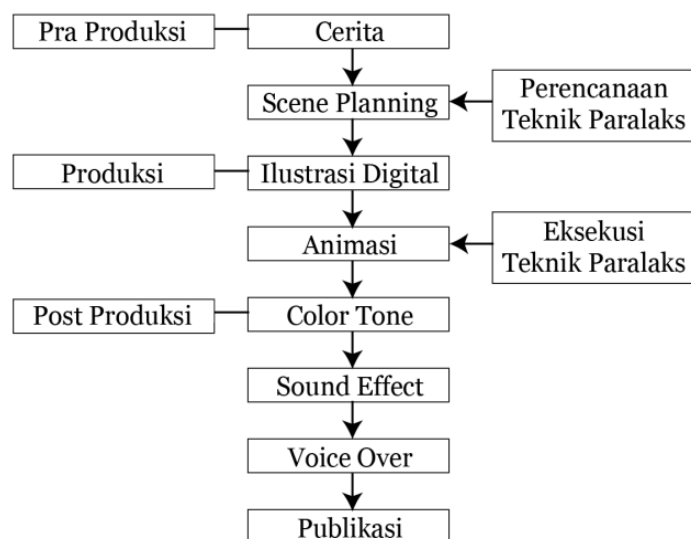 Pra Produksi
Cerita
Scene Planning
Perencanaan
Teknik Paralaks
Produksi
Ilustrasi Digital
Animasi
Eksekusi
Teknik Paralaks
Post Produksi
Color Tone
Sound Effect
Voice Over
Publikasi